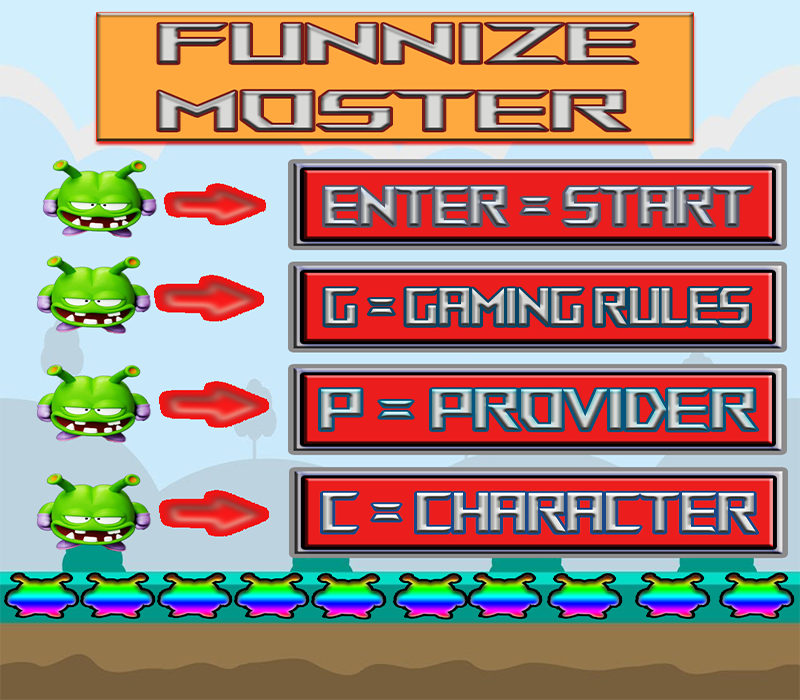 FUNNIZE
MOSTER
ENTER = START
G = GAMING RULES
P = PROVIDER
C = CHARACTER